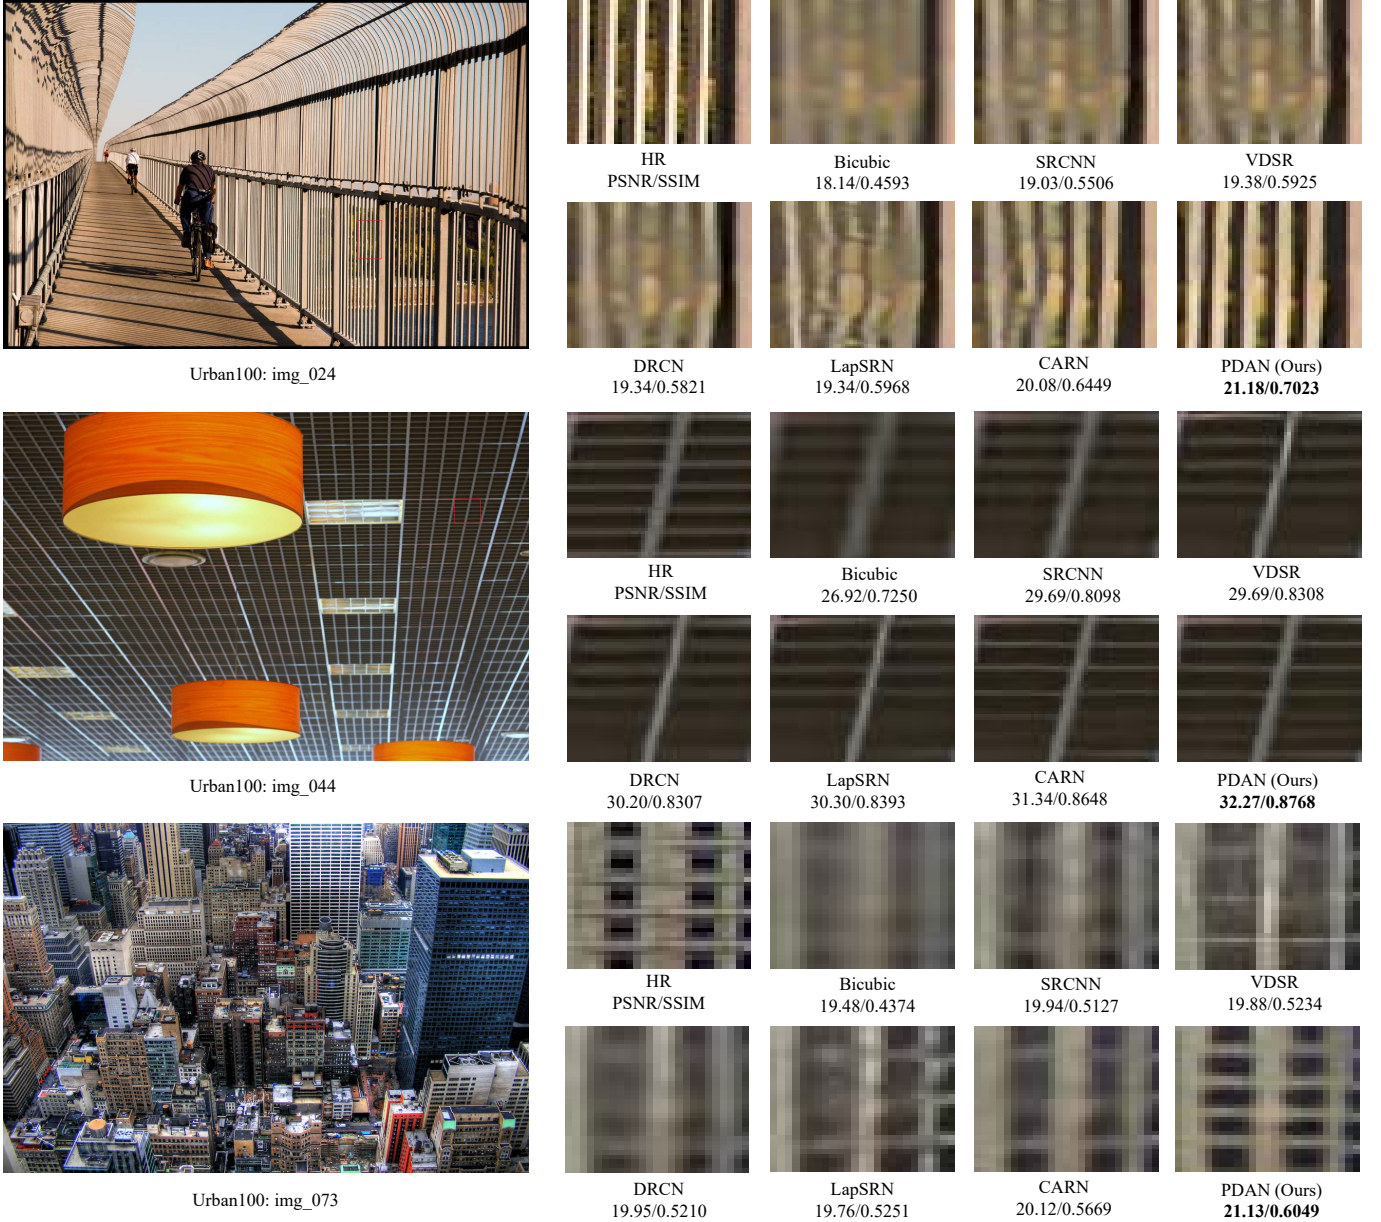 HR
PSNR/SSIM
Bicubic
18.14/0.4593
SRCNN
19.03/0.5506
VDSR
19.38/0.5925
DRCN
19.34/0.5821
LapSRN
19.34/0.5968
CARN
20.08/0.6449
PDAN (Ours)
21.18/0.7023
Urban100: img_024
HR
PSNR/SSIM
Bicubic
26.92/0.7250
SRCNN
29.69/0.8098
VDSR
29.69/0.8308
DRCN
30.20/0.8307
LapSRN
30.30/0.8393
CARN
31.34/0.8648
PDAN (Ours)
32.27/0.8768
Urban100: img_044
HR
PSNR/SSIM
Bicubic
19.48/0.4374
SRCNN
19.94/0.5127
VDSR
19.88/0.5234
DRCN
19.95/0.5210
LapSRN
19.76/0.5251
CARN
20.12/0.5669
PDAN (Ours)
21.13/0.6049
Urban100: img_073